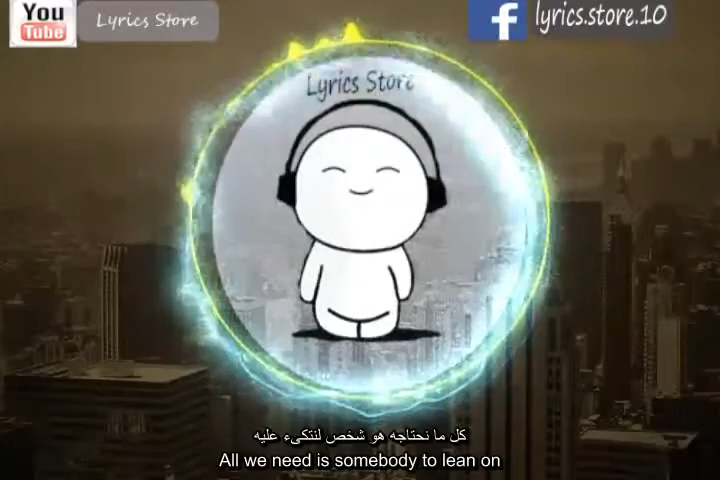 You
Tube
Lyrics Store
lyrics.store.10
Lyrics Store
كل ما نحتاجه هو شخص لنتكىء عليه
All we need is somebody to lean on